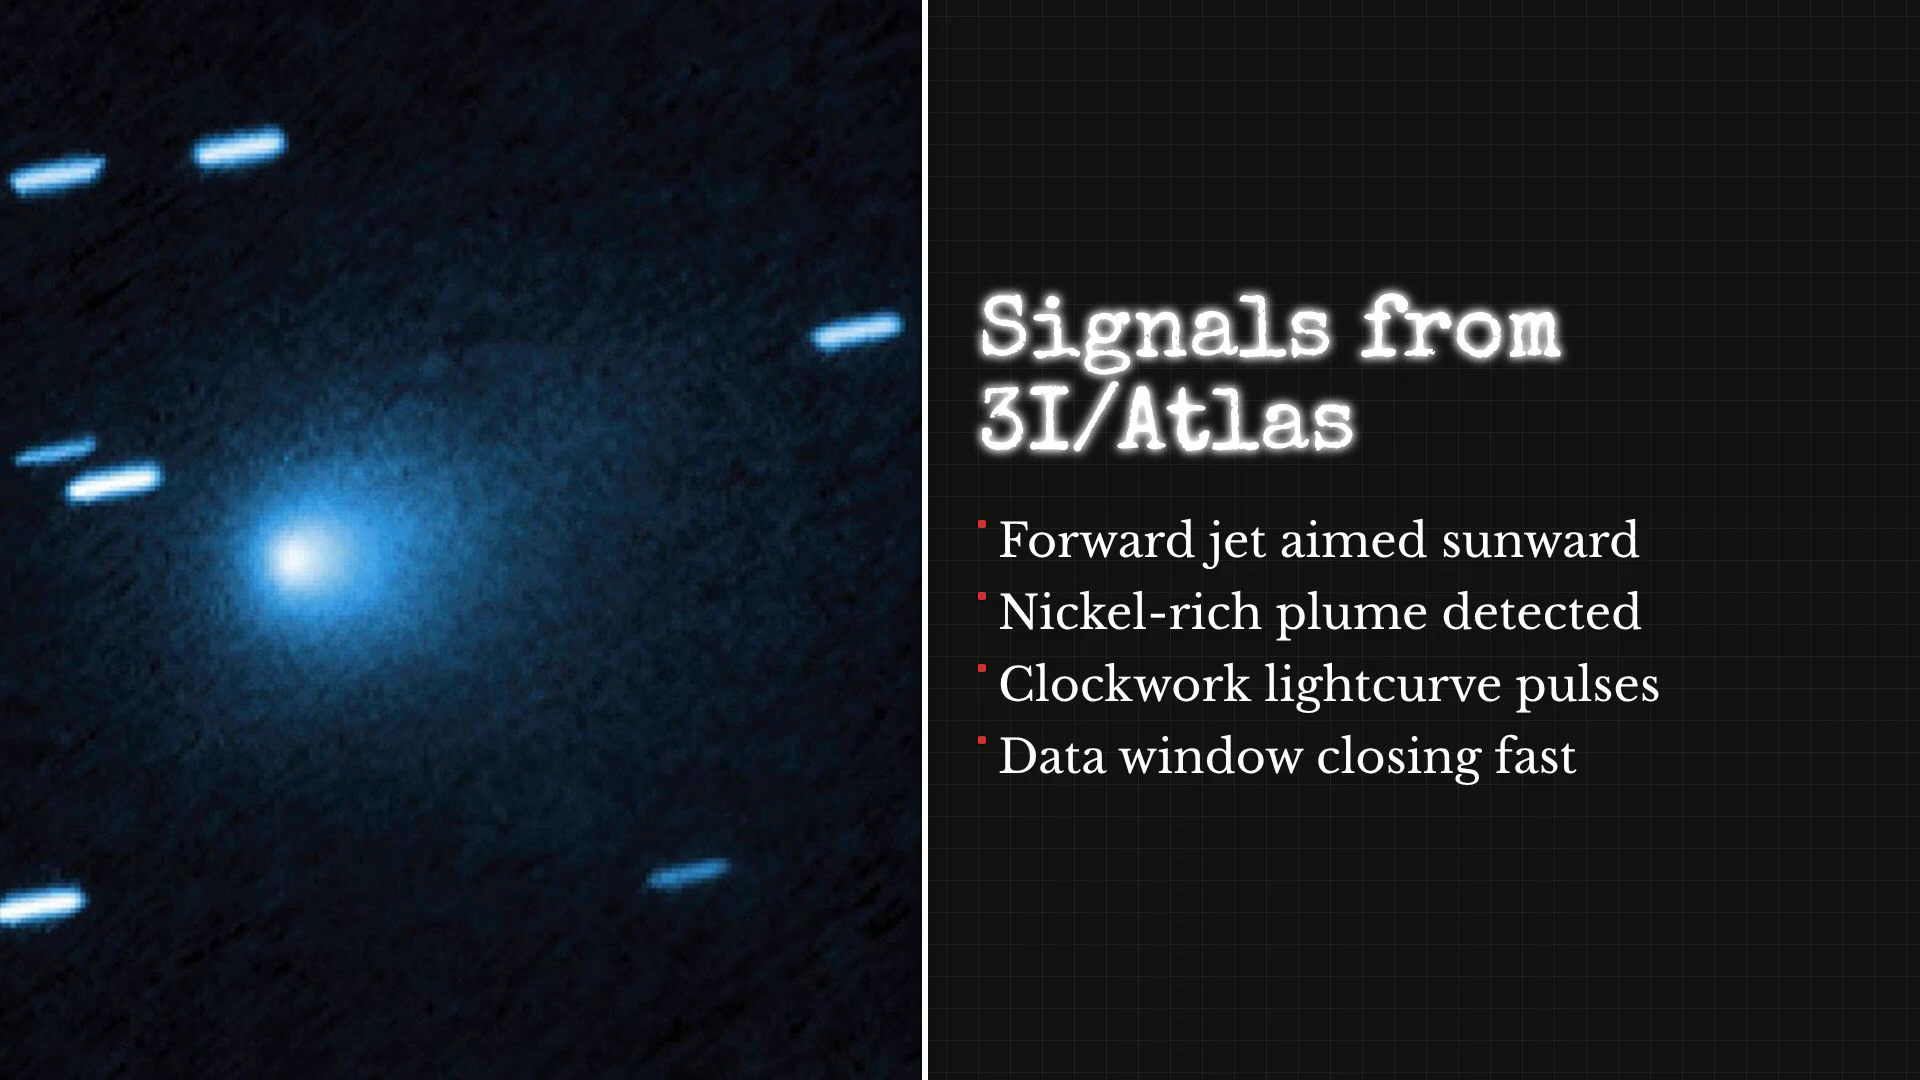 Signals from
3I/Atlas
Forward jet aimed sunward
Nickel-rich plume detected
Clockwork lightcurve pulses
Data window closing fast